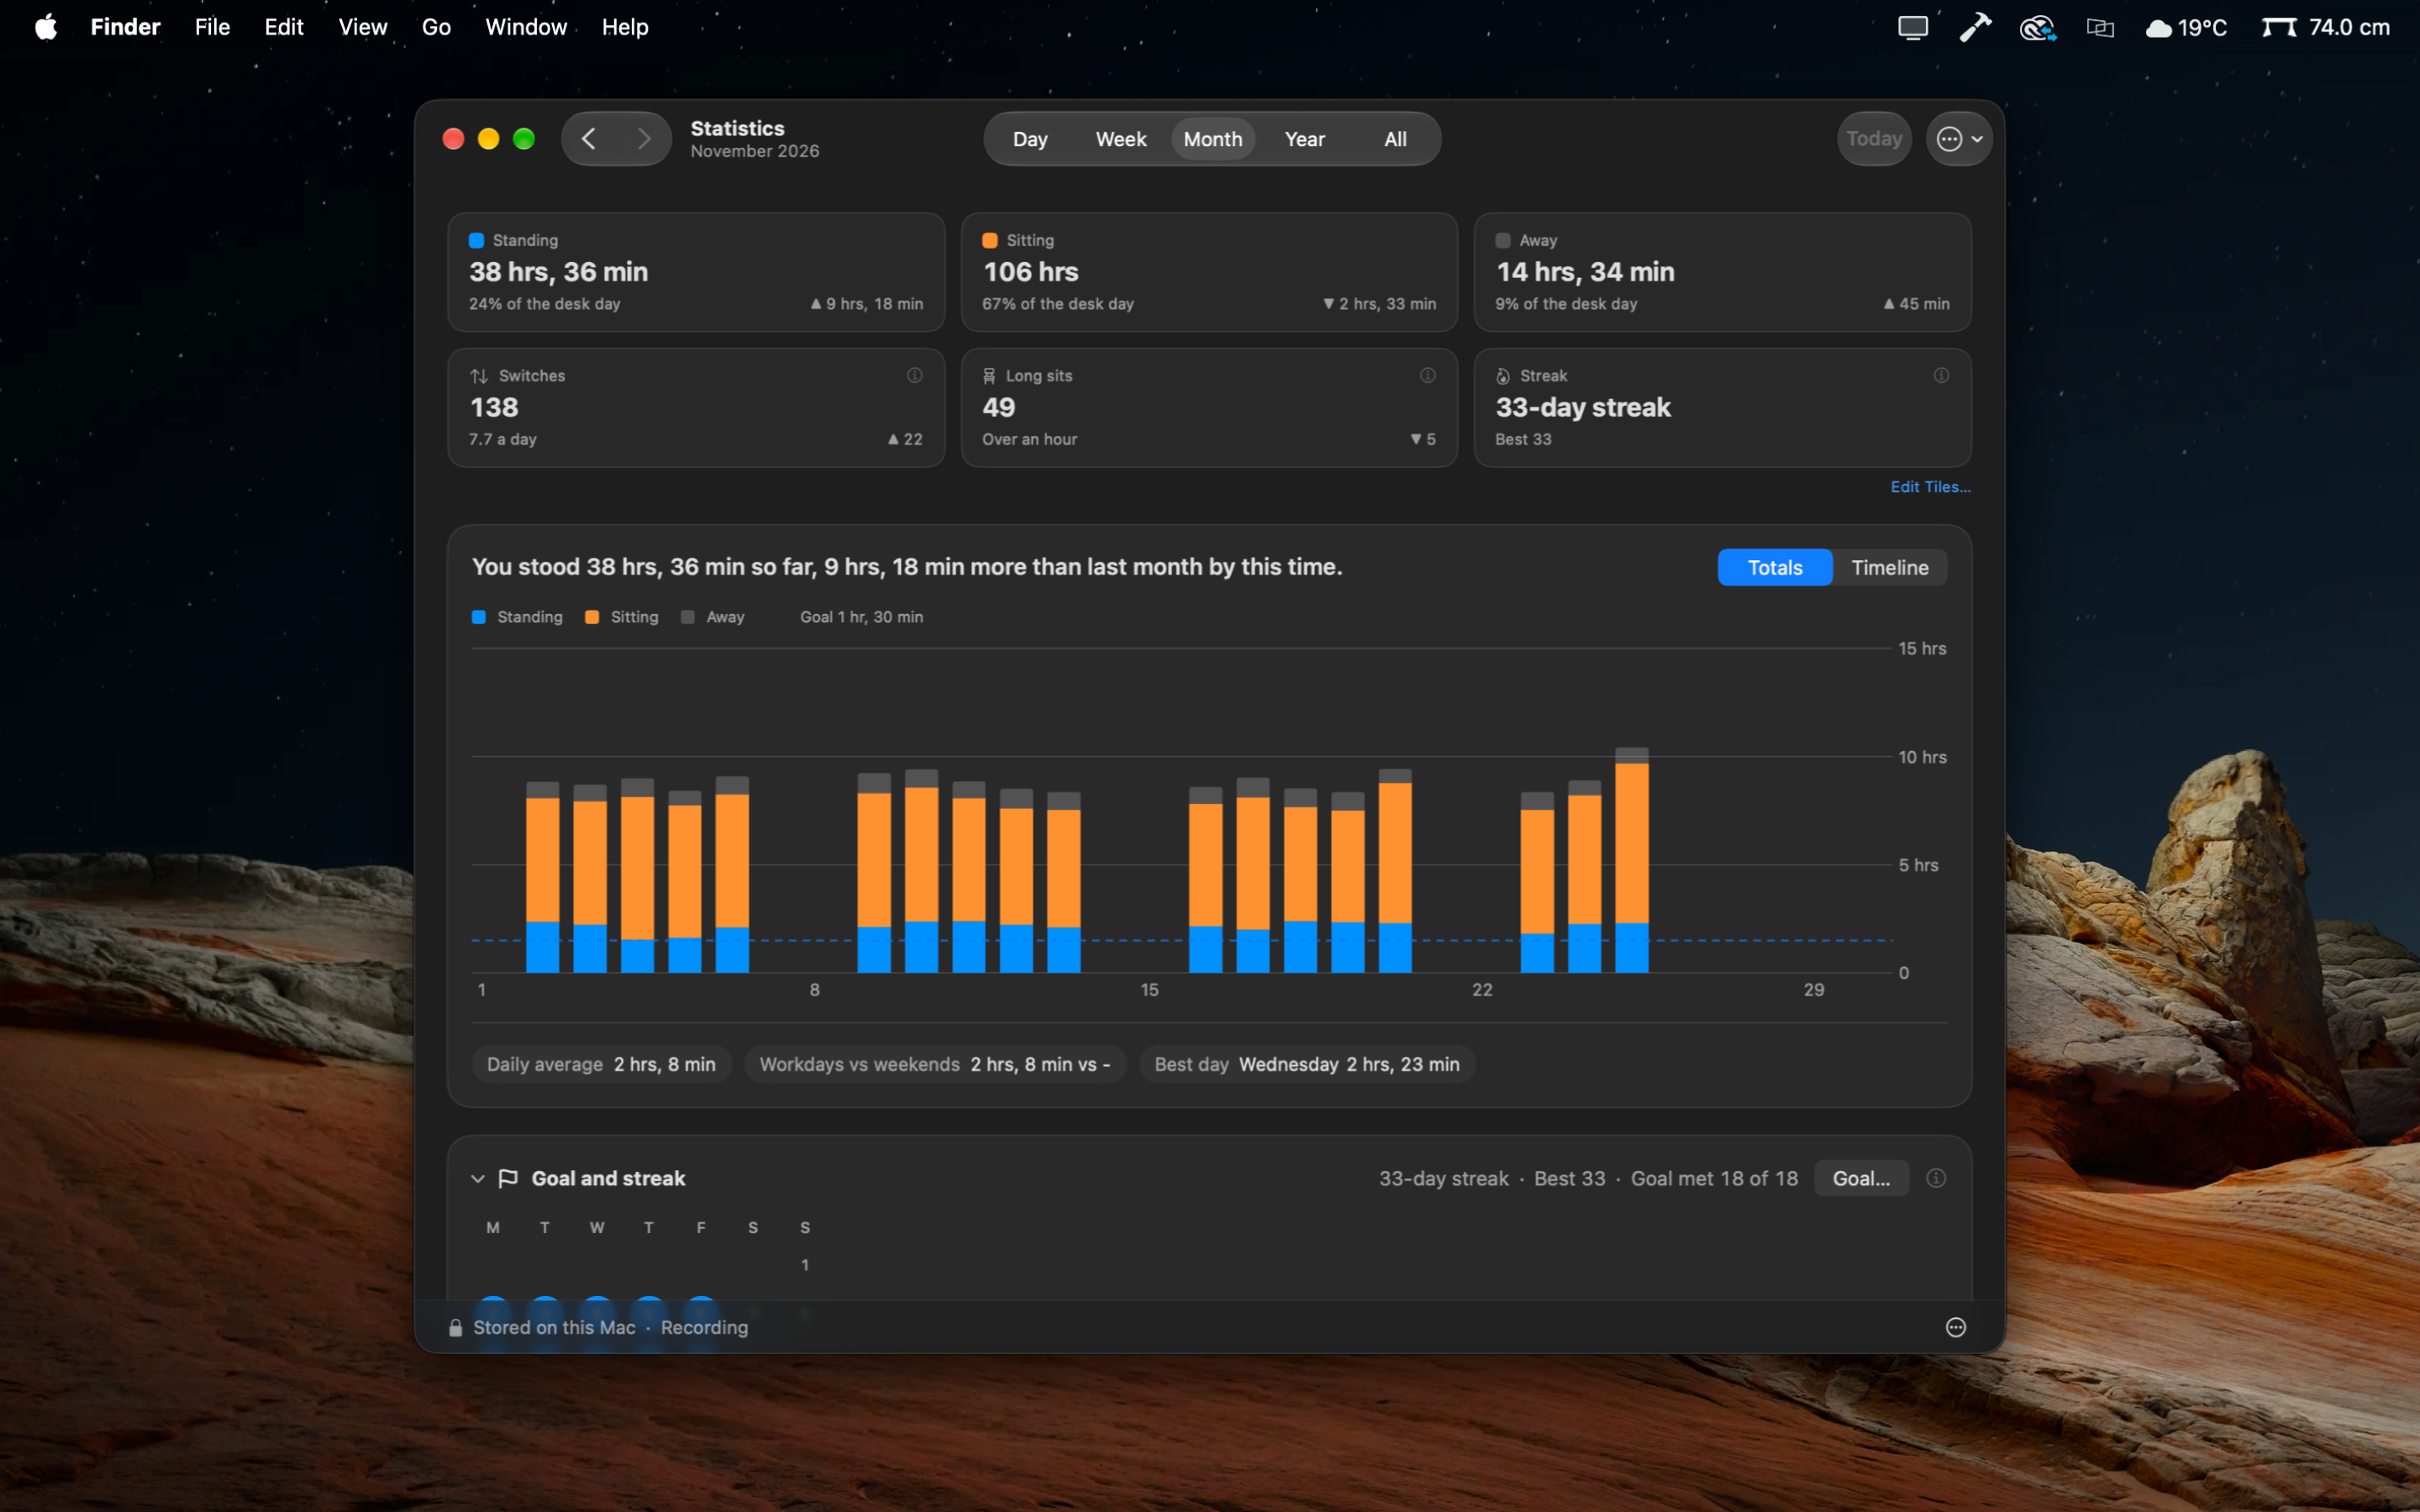 Finder File Edit View Go Window Help 19°C 74.0 cm
Statistics
November 2026
Day Week Month Year All
Today
Standing
38 hrs, 36 min
24% of the desk day ▲ 9 hrs, 18 min
Sitting
106 hrs
67% of the desk day ▼ 2 hrs, 33 min
Away
14 hrs, 34 min
9% of the desk day ▲ 45 min
Switches
138
7.7 a day ▲ 22
Long sits
49
Over an hour ▼ 5
Streak
33-day streak
Best 33
Edit Tiles...
You stood 38 hrs, 36 min so far, 9 hrs, 18 min more than last month by this time.
Totals Timeline
Standing Sitting Away Goal 1 hr, 30 min
15 hrs
10 hrs
5 hrs
0
1 8 15 22 29
Daily average 2 hrs, 8 min Workdays vs weekends 2 hrs, 8 min vs - Best day Wednesday 2 hrs, 23 min
Goal and streak 33-day streak · Best 33 · Goal met 18 of 18 Goal...
M T W T F S S
1
Stored on this Mac · Recording